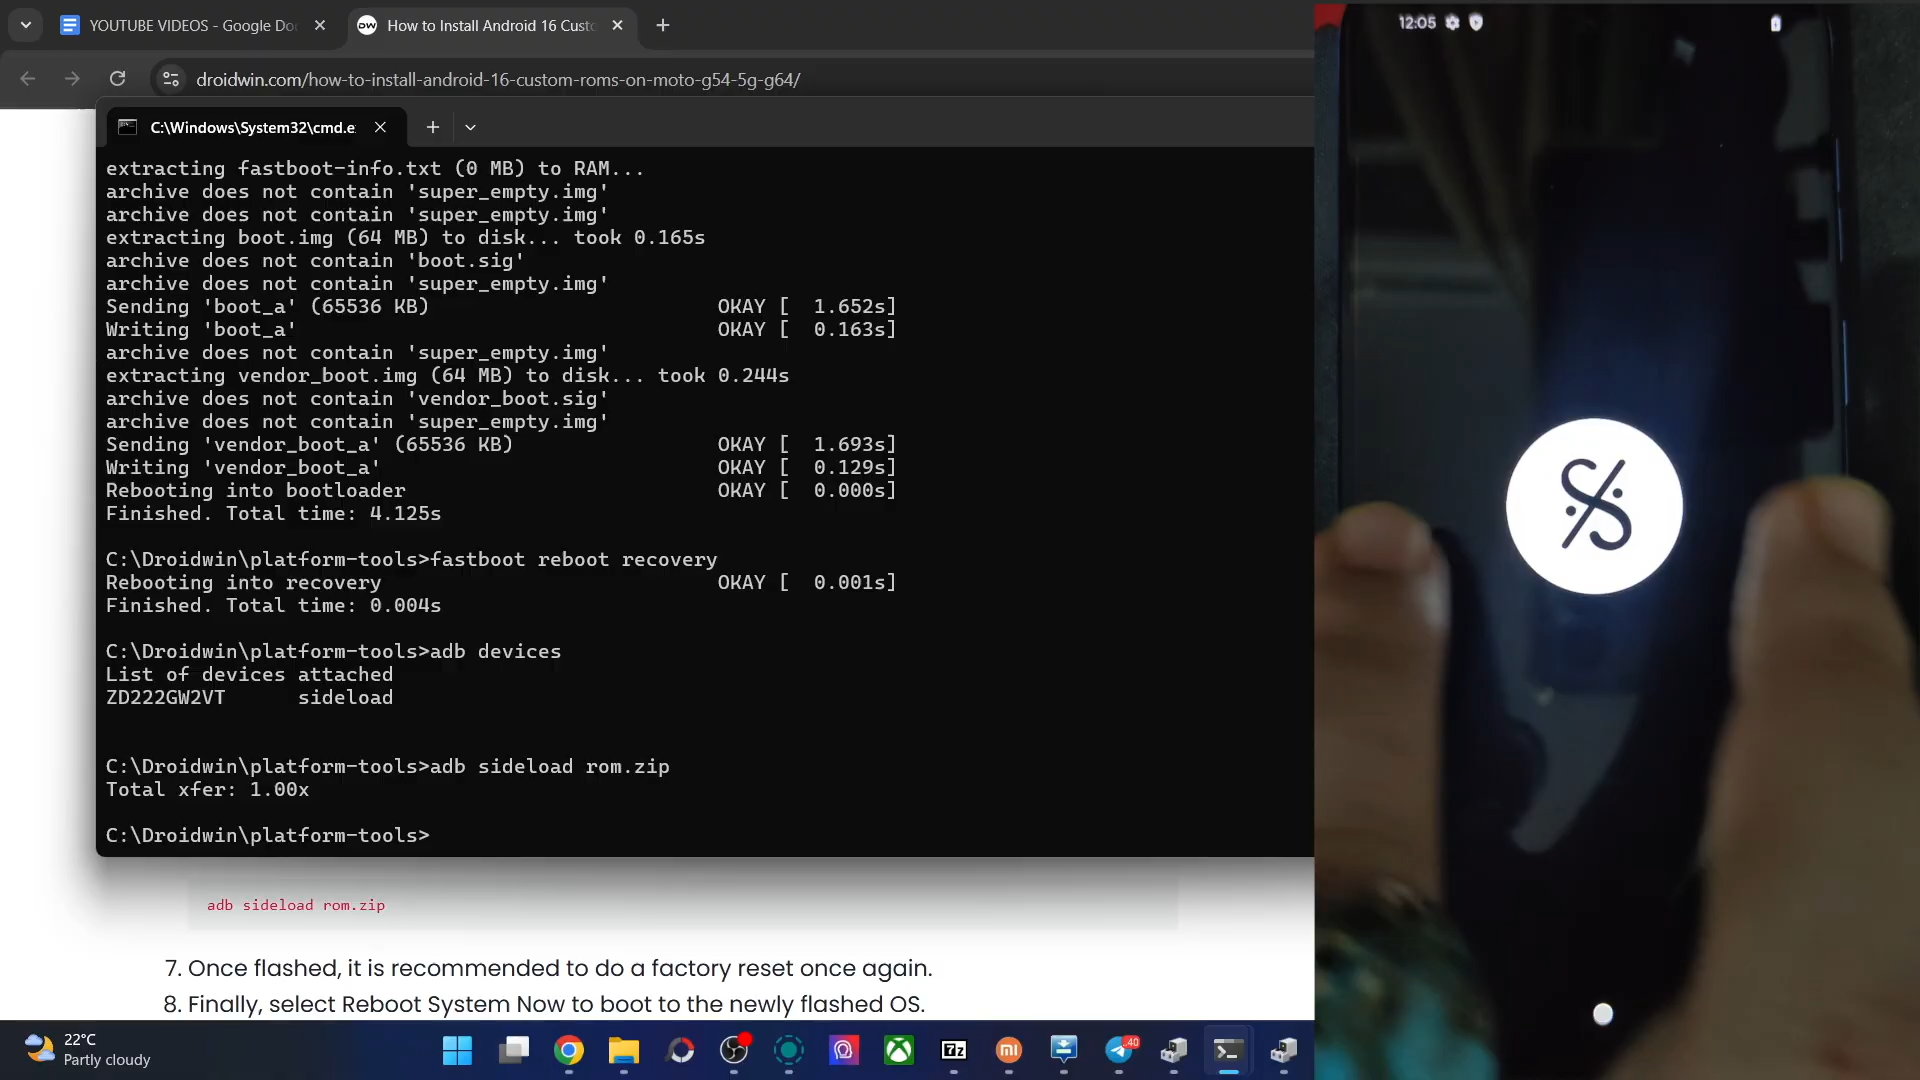 YOUTUBE VIDEOS - Google Do
How to Install Android 16 Custo
droidwin.com/how-to-install-android-16-custom-roms-on-moto-g54-5g-g64/
C:\Windows\System32\cmd.e
extracting fastboot-info.txt (0 MB) to RAM...
archive does not contain 'super_empty.img'
archive does not contain 'super_empty.img'
extracting boot.img (64 MB) to disk... took 0.165s
archive does not contain 'boot.sig'
archive does not contain 'super_empty.img'
Sending 'boot_a' (65536 KB) OKAY [ 1.652s]
Writing 'boot_a' OKAY [ 0.163s]
archive does not contain 'super_empty.img'
extracting vendor_boot.img (64 MB) to disk... took 0.244s
archive does not contain 'vendor_boot.sig'
archive does not contain 'super_empty.img'
Sending 'vendor_boot_a' (65536 KB) OKAY [ 1.693s]
Writing 'vendor_boot_a' OKAY [ 0.129s]
Rebooting into bootloader OKAY [ 0.000s]
Finished. Total time: 4.125s
C:\Droidwin\platform-tools>fastboot reboot recovery
Rebooting into recovery OKAY [ 0.001s]
Finished. Total time: 0.004s
C:\Droidwin\platform-tools>adb devices
List of devices attached
ZD222GW2VT sideload
C:\Droidwin\platform-tools>adb sideload rom.zip
Total xfer: 1.00x
C:\Droidwin\platform-tools>
adb sideload rom.zip
7. Once flashed, it is recommended to do a factory reset once again.
8. Finally, select Reboot System Now to boot to the newly flashed OS.
22°C
Partly cloudy
7z
mi
40
12:05